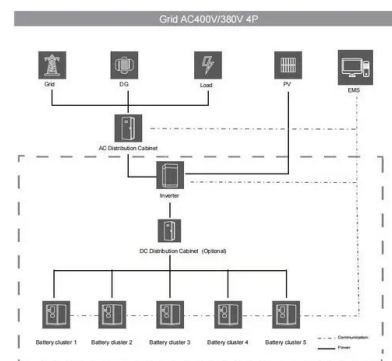 Grid AC400V/380V 4P
Grid
DG
Load
PV
EMS
AC Distribution Cabinet
Inverter
DC Distribution Cabinet (Optional)
Battery cluster 1
Battery cluster 2
Battery cluster 3
Battery cluster 4
Battery cluster 5
Communication
Power